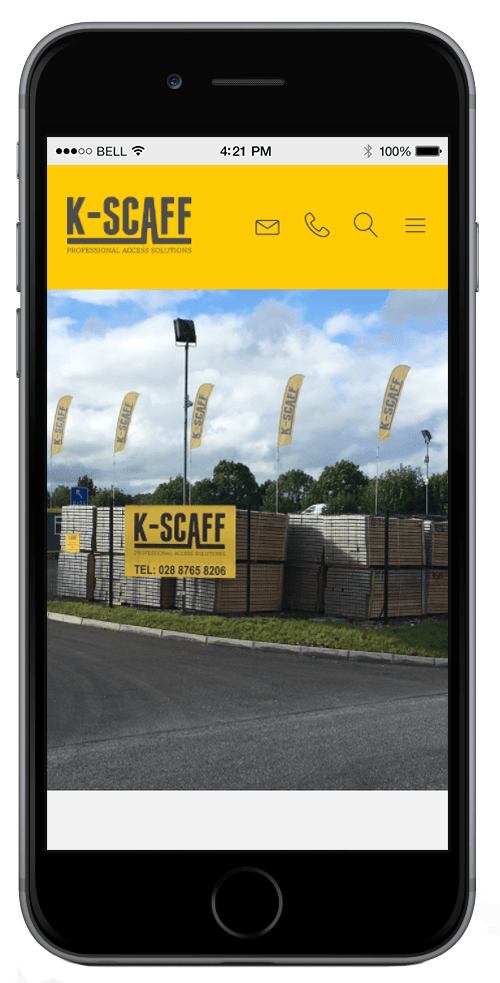 BELL
4:21 PM
100%
K-SCAFF
PROFESSIONAL ACCESS SOLUTIONS
K-SCAFF
K-SCAFF
K-SCAFF
K-SCAFF
K-SCAFF
K-SCAFF
PROFESSIONAL ACCESS SOLUTIONS
TEL: 028 8765 8206